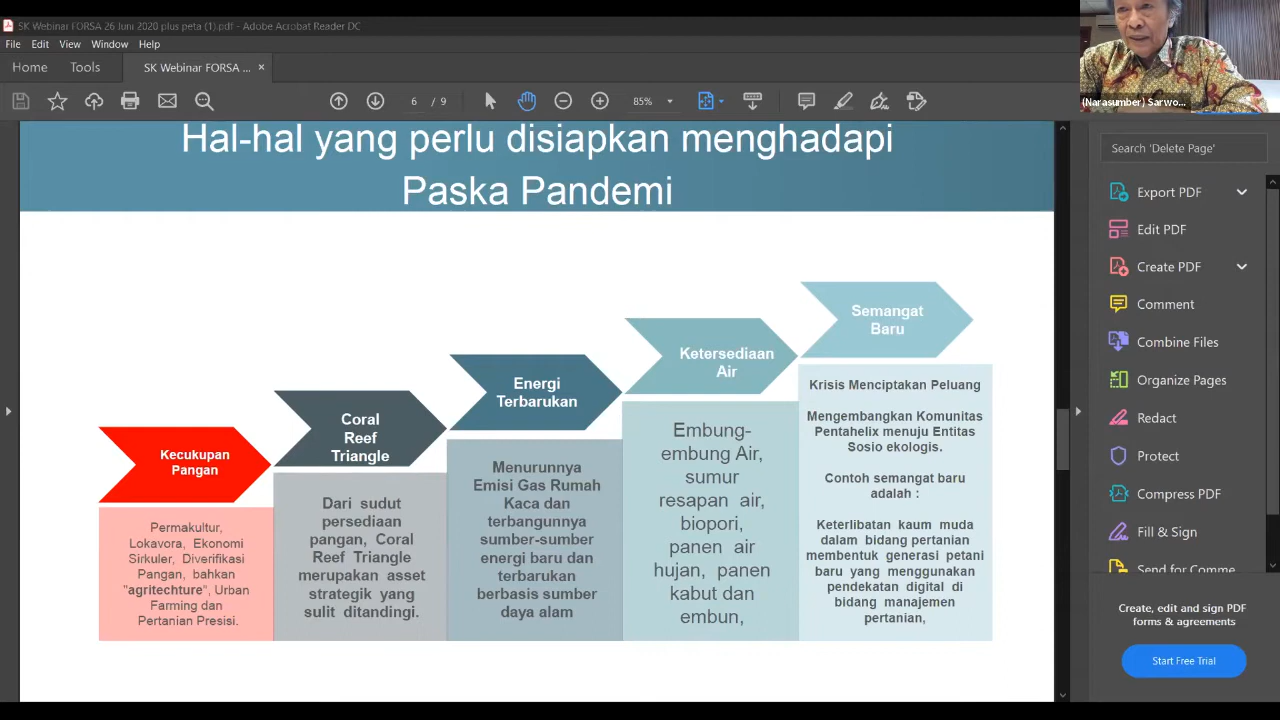 SK Webinar FORSA 26 Juni 2020 plus peta (1).pdf - Adobe Acrobat Reader DC
File Edit View Window Help
Home Tools SK Webinar FORSA ... ×
6 / 9 85%
(Narasumber) Sarwo...
Hal-hal yang perlu disiapkan menghadapi
Paska Pandemi
Kecukupan
Pangan
Permakultur,
Lokavora, Ekonomi
Sirkuler, Diverifikasi
Pangan, bahkan
"agritechture", Urban
Farming dan
Pertanian Presisi.
Coral
Reef
Triangle
Dari sudut
persediaan
pangan, Coral
Reef Triangle
merupakan asset
strategik yang
sulit ditandingi.
Energi
Terbarukan
Menurunnya
Emisi Gas Rumah
Kaca dan
terbangunnya
sumber-sumber
energi baru dan
terbarukan
berbasis sumber
daya alam
Ketersediaan
Air
Embung-
embung Air,
sumur
resapan air,
biopori,
panen air
hujan, panen
kabut dan
embun,
Semangat
Baru
Krisis Menciptakan Peluang
Mengembangkan Komunitas
Pentahelix menuju Entitas
Sosio ekologis.
Contoh semangat baru
adalah :
Keterlibatan kaum muda
dalam bidang pertanian
membentuk generasi petani
baru yang menggunakan
pendekatan digital di
bidang manajemen
pertanian,
Search 'Delete Page'
Export PDF
Edit PDF
Create PDF
Comment
Combine Files
Organize Pages
Redact
Protect
Compress PDF
Fill & Sign
Send for Comme
Create, edit and sign PDF
forms & agreements
Start Free Trial